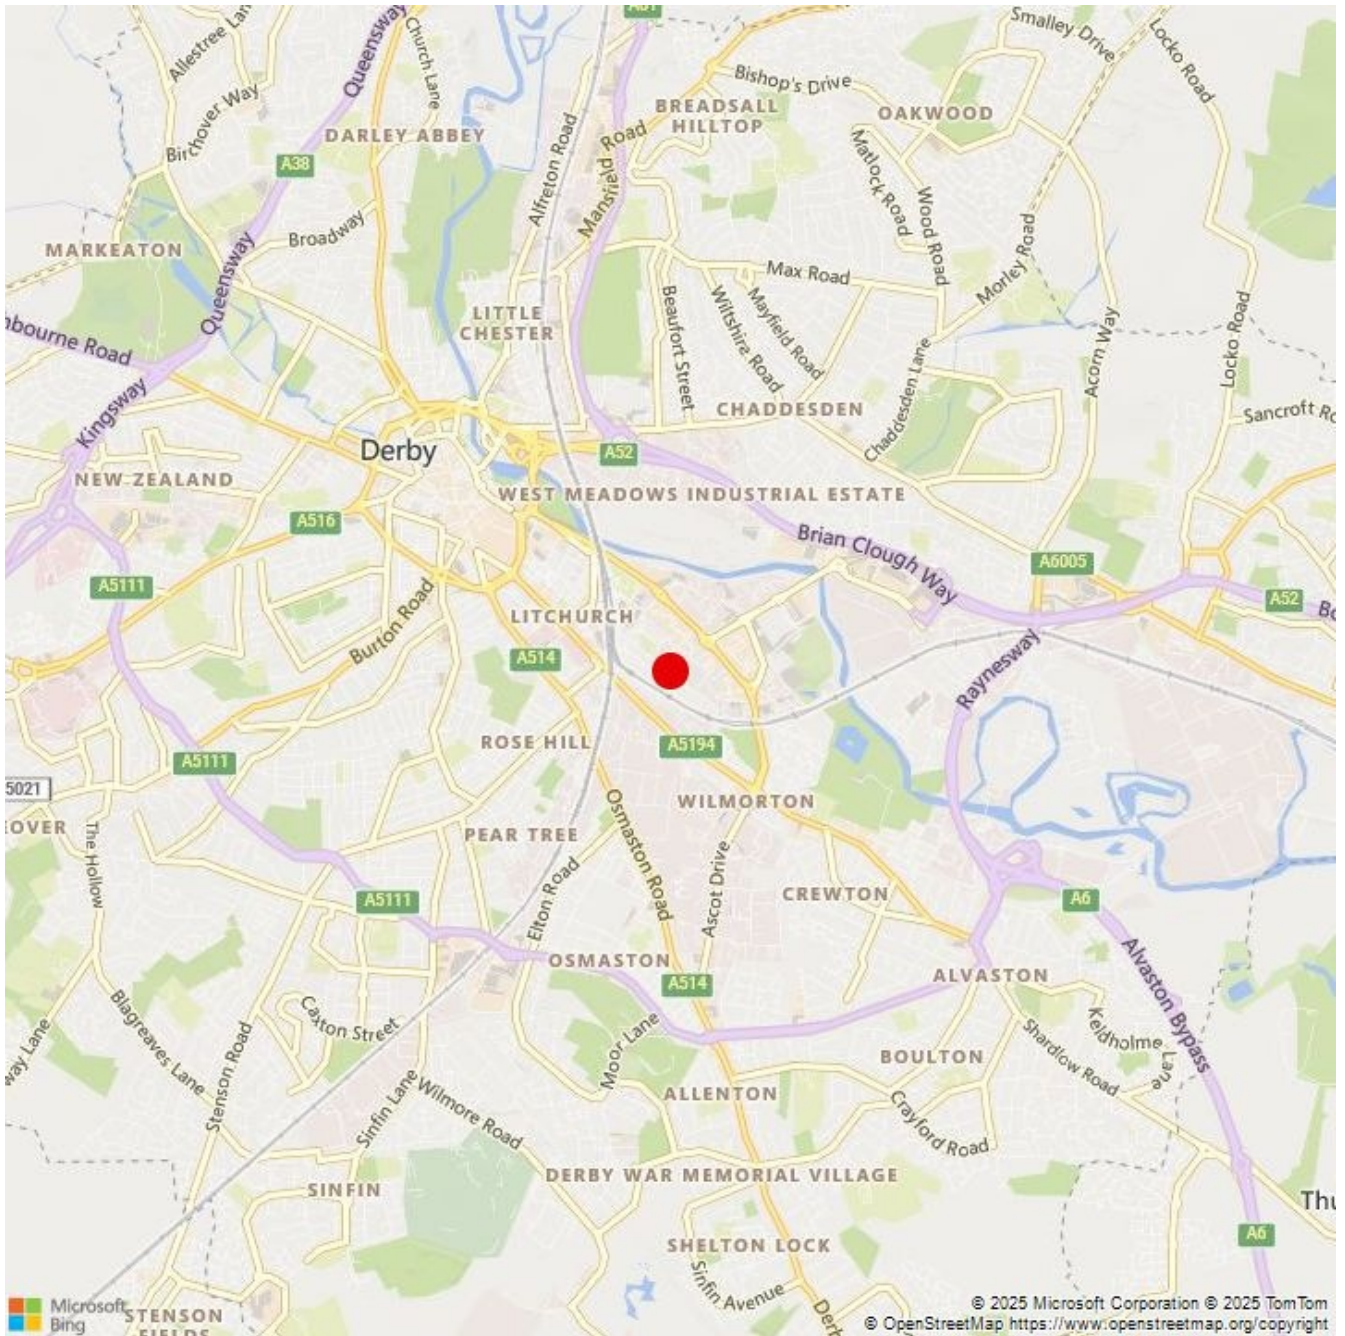 A61
Smalley Drive
Allestree Lan
Queensway
Church Lane
Locko Road
Bishop's Drive
BREADSALL
HILLTOP
OAKWOOD
Birchover Way
DARLEY ABBEY
Alfreton Road
Mansfield Road
Matlock Road
A38
Wood Road
Broadway
MARKEATON
Queensway
Max Road
Morley Road
Beaufort Street
Wiltshire Road
Mayfield Road
LITTLE
CHESTER
hbourne Road
Acorn Way
Locko Road
Kingsway
Chaddesden Lane
CHADDESDEN
Sancroft Ro
Derby
A52
NEW ZEALAND
WEST MEADOWS INDUSTRIAL ESTATE
A516
Brian Clough Way
A6005
A5111
A52
Bo
LITCHURCH
Burton Road
A514
Raynesway
ROSE HILL
A5194
A5111
5021
WILMORTON
OVER
The Hollow
PEAR TREE
Osmaston Road
Ascot Drive
CREWTON
A5111
A6
Elton Road
OSMASTON
A514
ALVASTON
Alvaston Bypass
Blagreaves Lane
Caxton Street
Keldholme Lane
way Lane
Stenson Road
Moor Lane
BOULTON
Shardlow Road
ALLENTON
Sinfin Lane
Wilmore Road
Crayford Road
DERBY WAR MEMORIAL VILLAGE
SINFIN
Thu
A6
SHELTON LOCK
Sinfin Avenue
Derb
Microsoft
Bing
STENSON
FIELDS
© 2025 Microsoft Corporation © 2025 TomTom
© OpenStreetMap https://www.openstreetmap.org/copyright